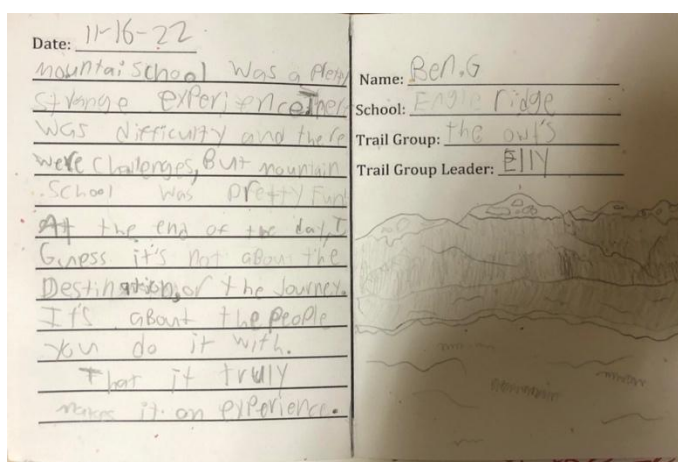 Date: 11-16-22
mountai School was a pretty
strange experience There
was difficulty and there
were challenges, But mountain
School was pretty Fun!
At the end of the day, I
Guess it's not about the
Destination, or the Journey.
It's about the people
you do it with.
That it truly
makes it an experience.
Name: Ben.G
School: Eagle ridge
Trail Group: the owl's
Trail Group Leader: Elly